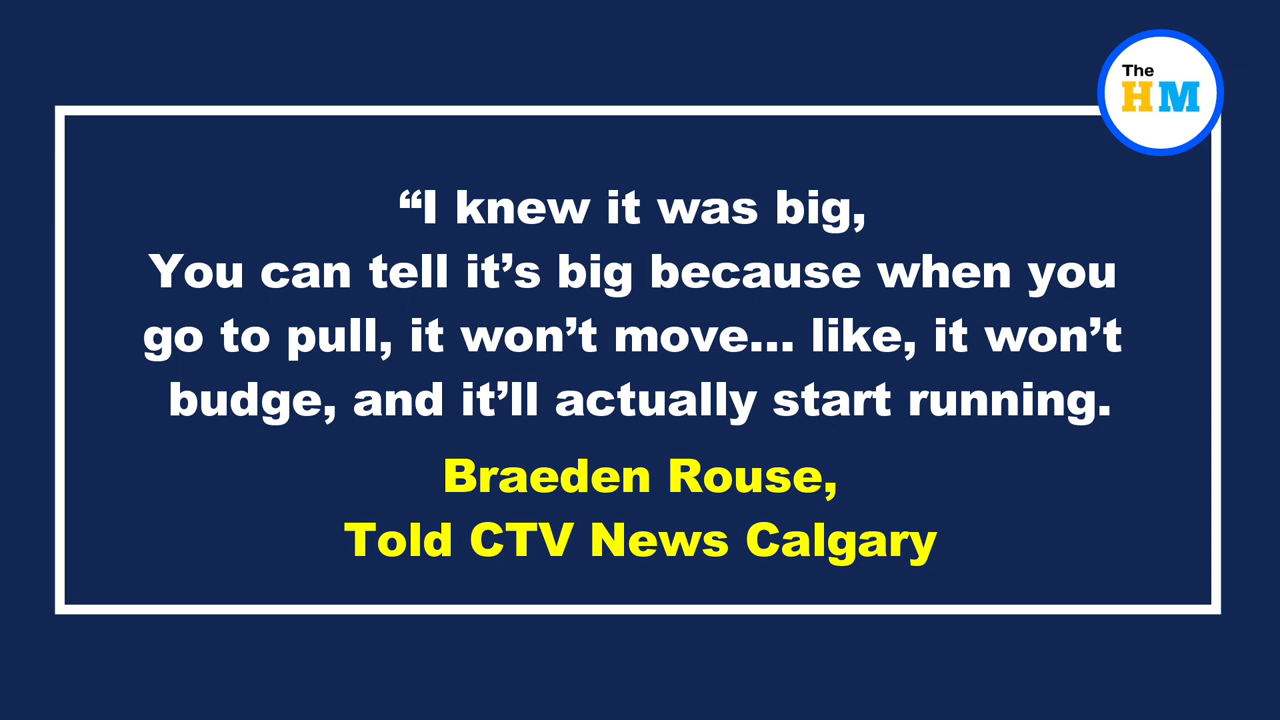 The
HM
“I knew it was big,
You can tell it’s big because when you
go to pull, it won’t move... like, it won’t
budge, and it’ll actually start running.
Braeden Rouse,
Told CTV News Calgary